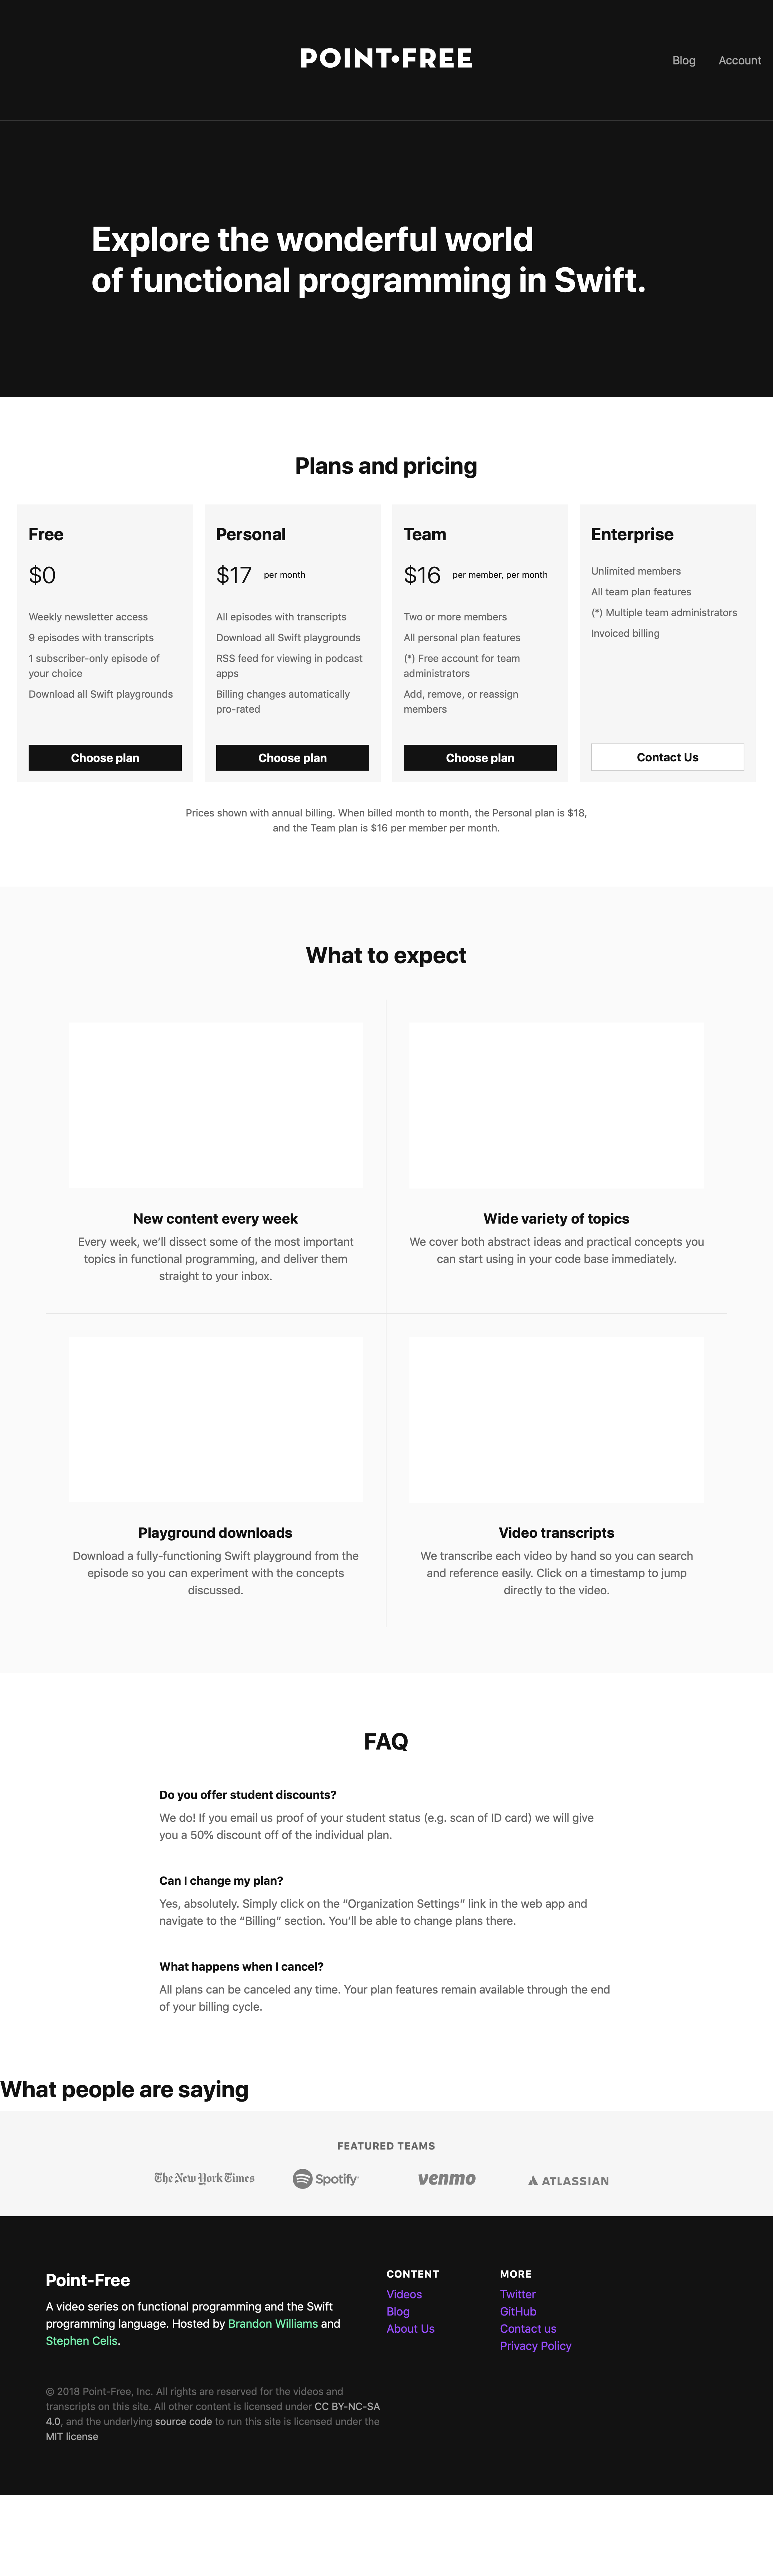 POINT•FREE
Blog
Account
Explore the wonderful world
of functional programming in Swift.
Plans and pricing
Free
$0
Weekly newsletter access
9 episodes with transcripts
1 subscriber-only episode of
your choice
Download all Swift playgrounds
Choose plan
Personal
$17 per month
All episodes with transcripts
Download all Swift playgrounds
RSS feed for viewing in podcast
apps
Billing changes automatically
pro-rated
Choose plan
Team
$16 per member, per month
Two or more members
All personal plan features
(*) Free account for team
administrators
Add, remove, or reassign
members
Choose plan
Enterprise
Unlimited members
All team plan features
(*) Multiple team administrators
Invoiced billing
Contact Us
Prices shown with annual billing. When billed month to month, the Personal plan is $18,
and the Team plan is $16 per member per month.
What to expect
New content every week
Every week, we’ll dissect some of the most important
topics in functional programming, and deliver them
straight to your inbox.
Wide variety of topics
We cover both abstract ideas and practical concepts you
can start using in your code base immediately.
Playground downloads
Download a fully-functioning Swift playground from the
episode so you can experiment with the concepts
discussed.
Video transcripts
We transcribe each video by hand so you can search
and reference easily. Click on a timestamp to jump
directly to the video.
FAQ
Do you offer student discounts?
We do! If you email us proof of your student status (e.g. scan of ID card) we will give
you a 50% discount off of the individual plan.
Can I change my plan?
Yes, absolutely. Simply click on the “Organization Settings” link in the web app and
navigate to the “Billing” section. You’ll be able to change plans there.
What happens when I cancel?
All plans can be canceled any time. Your plan features remain available through the end
of your billing cycle.
What people are saying
FEATURED TEAMS
The New York Times
Spotify
venmo
ATLASSIAN
Point-Free
A video series on functional programming and the Swift
programming language. Hosted by Brandon Williams and
Stephen Celis.
CONTENT
Videos
Blog
About Us
MORE
Twitter
GitHub
Contact us
Privacy Policy
© 2018 Point-Free, Inc. All rights are reserved for the videos and
transcripts on this site. All other content is licensed under CC BY-NC-SA
4.0, and the underlying source code to run this site is licensed under the
MIT license